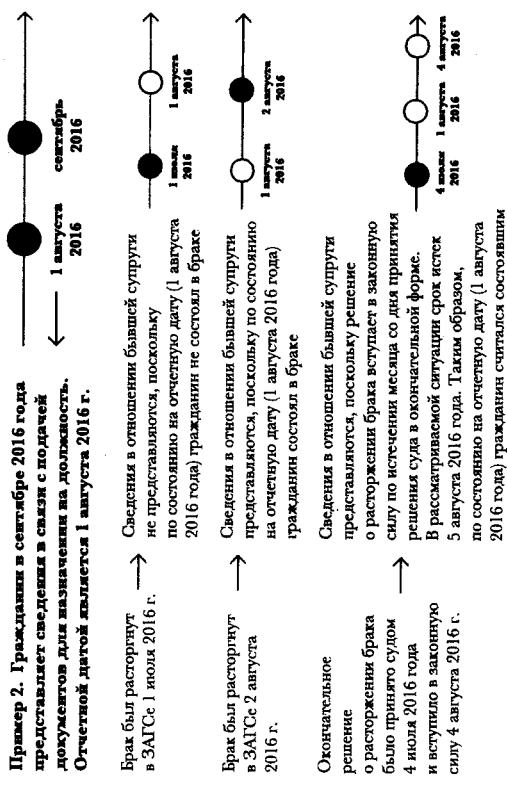 Пример 2. Гражданин в сентябре 2016 года
представляет сведения в связи с подачей
документов для назначения на должность.
Отчетной датой является 1 августа 2016 г.
1 августа
2016
сентябрь
2016
Брак был расторгнут
в ЗАГСе 1 июля 2016 г.
Сведения в отношении бывшей супруги
не представляются, поскольку
по состоянию на отчетную дату (1 августа
2016 года) гражданин не состоял в браке
1 июля
2016
1 августа
2016
Брак был расторгнут
в ЗАГСе 2 августа
2016 г.
Сведения в отношении бывшей супруги
представляются, поскольку по состоянию
на отчетную дату (1 августа 2016 года)
гражданин состоял в браке
1 августа
2016
2 августа
2016
Окончательное
решение
о расторжении брака
было принято судом
4 июля 2016 года
и вступило в законную
силу 4 августа 2016 г.
Сведения в отношении бывшей супруги
представляются, поскольку решение
о расторжении брака вступает в законную
силу по истечении месяца со дня принятия
решения суда в окончательной форме.
В рассматриваемой ситуации срок истек
5 августа 2016 года. Таким образом,
по состоянию на отчетную дату (1 августа
2016 года) гражданин считался состоявшим
4 июля
2016
1 августа
2016
4 августа
2016